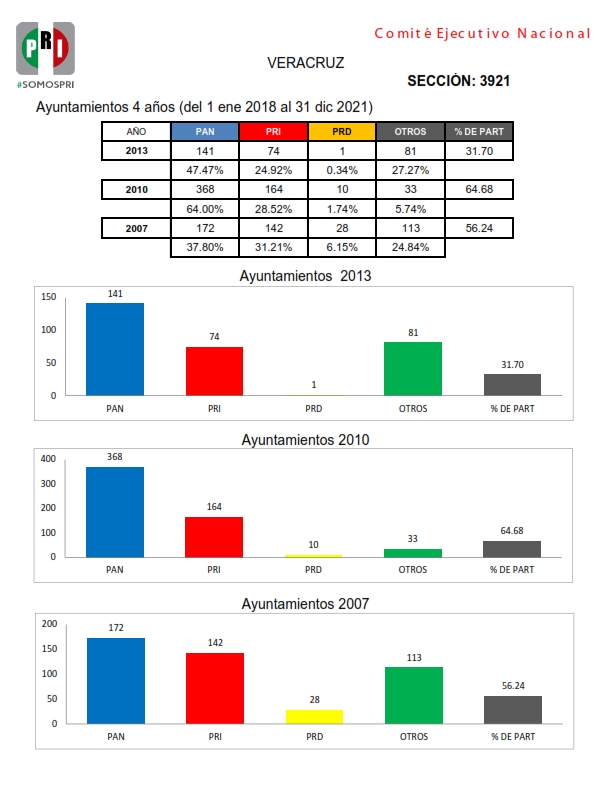 Comité Ejecutivo Nacional
PRI
#SOMOSPRI
VERACRUZ
SECCIÓN: 3921
Ayuntamientos 4 años (del 1 ene 2018 al 31 dic 2021)
AÑO PAN PRI PRD OTROS % DE PART
2013 141 74 1 81 31.70
47.47% 24.92% 0.34% 27.27%
2010 368 164 10 33 64.68
64.00% 28.52% 1.74% 5.74%
2007 172 142 28 113 56.24
37.80% 31.21% 6.15% 24.84%
Ayuntamientos 2013
150
100
50
0
141 74 1 81 31.70
PAN PRI PRD OTROS % DE PART
Ayuntamientos 2010
400
300
200
100
0
368 164 10 33 64.68
PAN PRI PRD OTROS % DE PART
Ayuntamientos 2007
200
150
100
50
0
172 142 28 113 56.24
PAN PRI PRD OTROS % DE PART